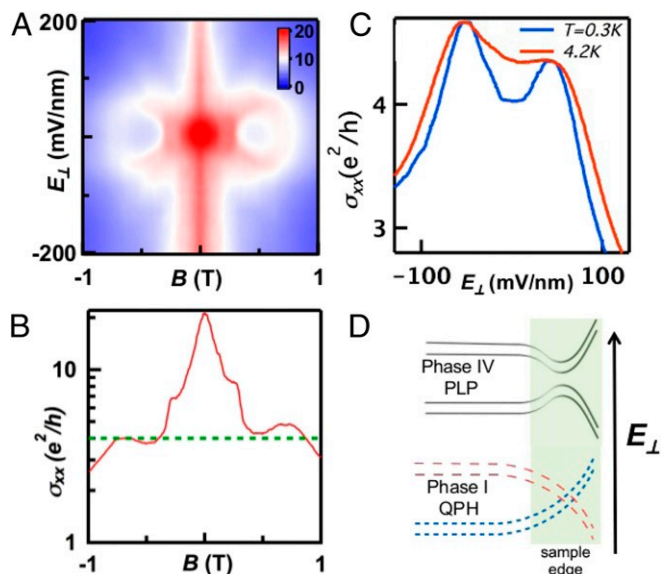 A
200
20
10
0
E⊥ (mV/nm)
-200
-1
B (T)
1
B
10
σxx (e²/h)
1
-1
B (T)
1
C
T=0.3K
4.2K
4
σxx(e²/h)
3
−100
E⊥ (mV/nm)
100
D
Phase IV
PLP
E⊥
Phase I
QPH
sample
edge